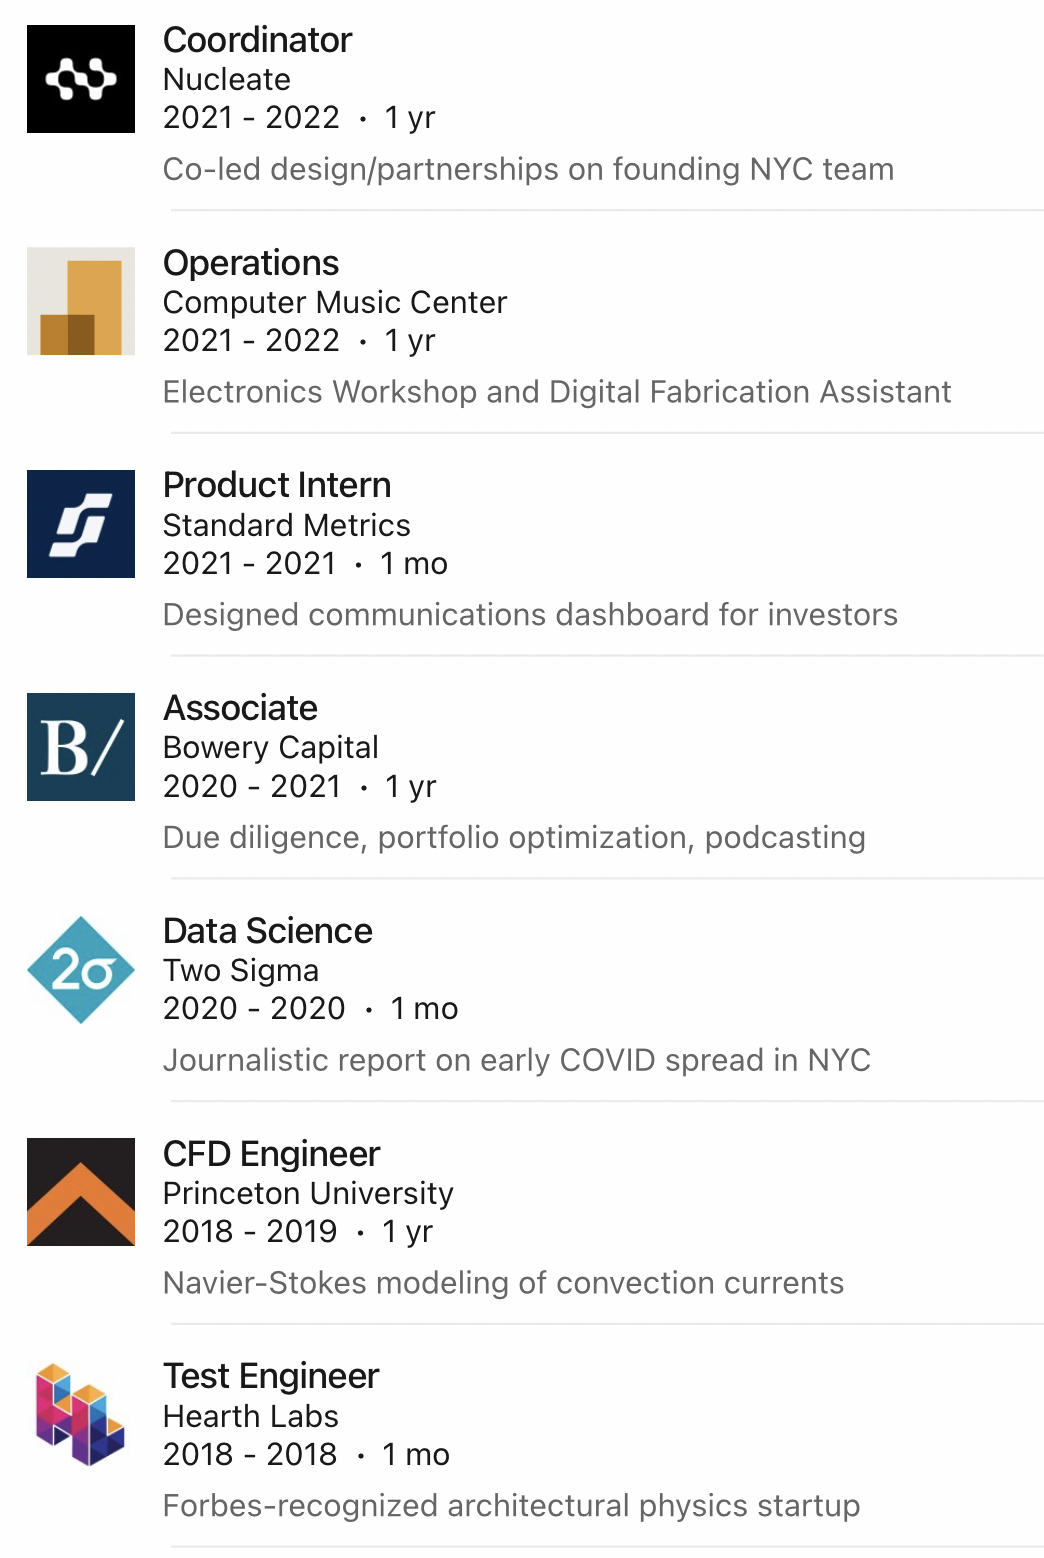 Coordinator
Nucleate
2021 - 2022 · 1 yr
Co-led design/partnerships on founding NYC team
Operations
Computer Music Center
2021 - 2022 · 1 yr
Electronics Workshop and Digital Fabrication Assistant
Product Intern
Standard Metrics
2021 - 2021 · 1 mo
Designed communications dashboard for investors
B/
Associate
Bowery Capital
2020 - 2021 · 1 yr
Due diligence, portfolio optimization, podcasting
2σ
Data Science
Two Sigma
2020 - 2020 · 1 mo
Journalistic report on early COVID spread in NYC
CFD Engineer
Princeton University
2018 - 2019 · 1 yr
Navier-Stokes modeling of convection currents
HL
Test Engineer
Hearth Labs
2018 - 2018 · 1 mo
Forbes-recognized architectural physics startup